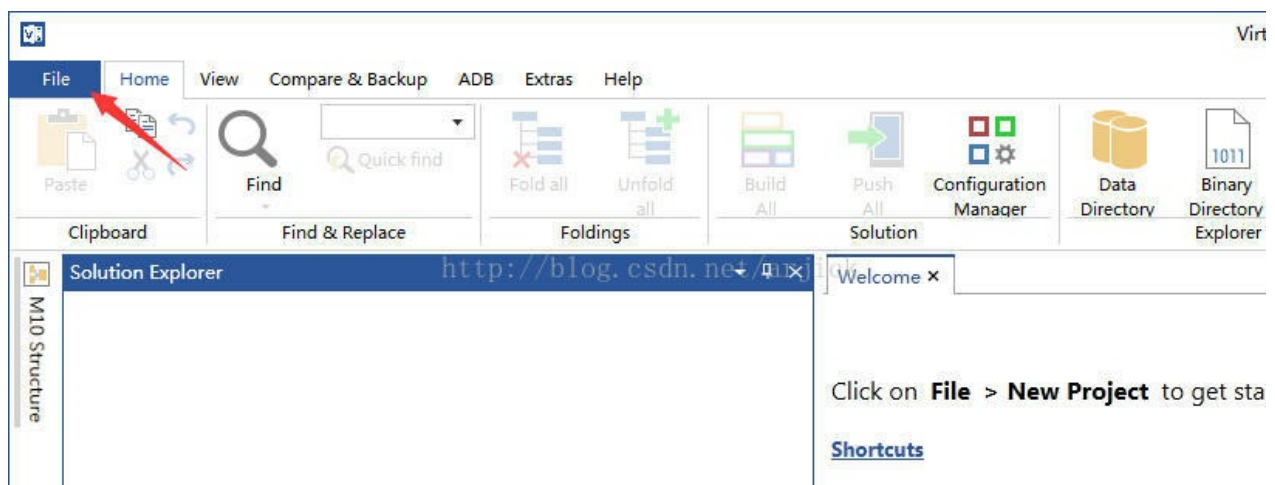 Virt
File Home View Compare & Backup ADB Extras Help
Paste
Find
Quick find
Fold all
Unfold all
Build All
Push All
Configuration Manager
Data Directory
Binary Directory
1011
Clipboard
Find & Replace
Foldings
Solution
Explorer
Solution Explorer
http://blog.csdn.net/
Welcome
M10 Structure
Click on File > New Project to get sta
Shortcuts